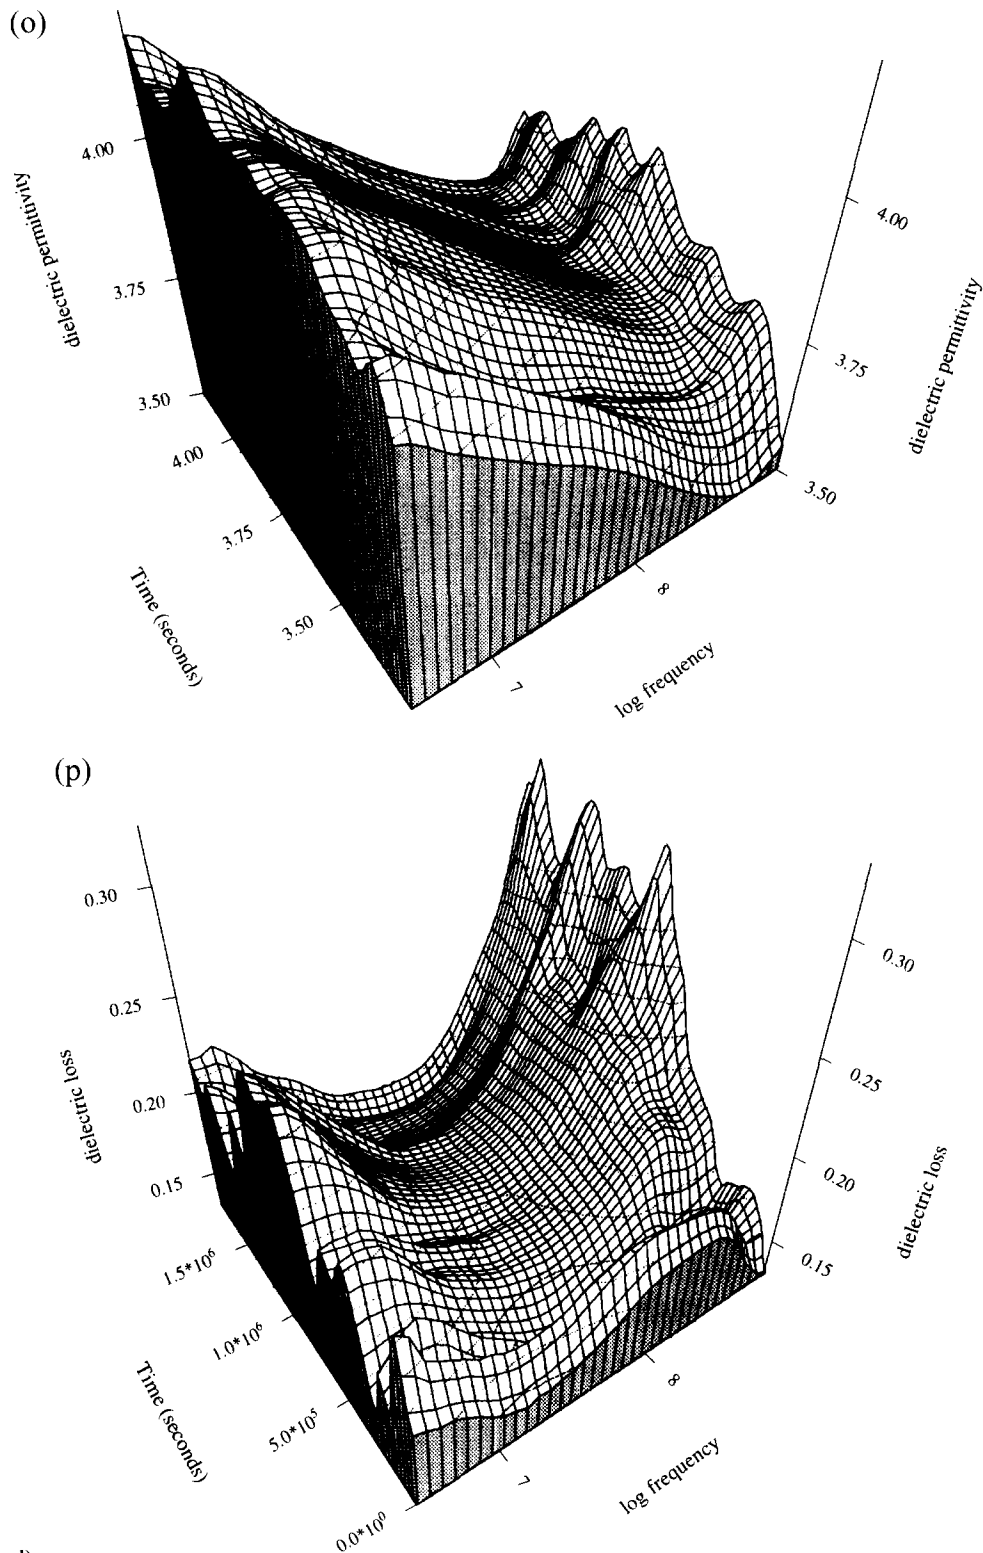 (o)
4.00
dielectric permitivity
3.75
3.50
4.00
3.75
3.50
Time (seconds)
7
8
log frequency
4.00
3.75
3.50
dielectric permittivity
(p)
0.30
0.25
0.20
0.15
dielectric loss
1.5*10⁶
1.0*10⁶
5.0*10⁵
0.0*10⁰
Time (seconds)
7
8
log frequency
0.30
0.25
0.20
0.15
dielectric loss